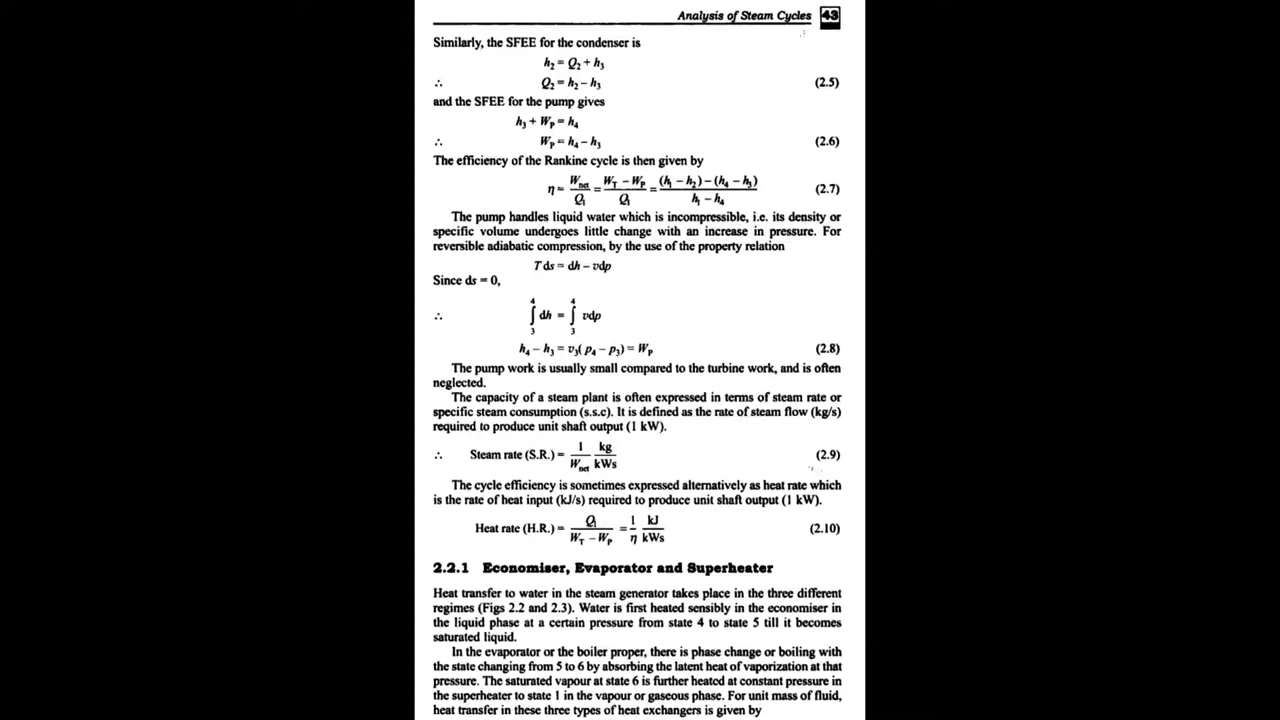 Analysis of Steam Cycles 43
Similarly, the SFEE for the condenser is
h₂ = Q₂ + h₃
∴ Q₂ = h₂ – h₃ (2.5)
and the SFEE for the pump gives
h₃ + W_P = h₄
∴ W_P = h₄ – h₃ (2.6)
The efficiency of the Rankine cycle is then given by
η = W_net / Q₁ = (W_T – W_P) / Q₁ = ((h₁ – h₂) – (h₄ – h₃)) / (h₁ – h₄) (2.7)
The pump handles liquid water which is incompressible, i.e. its density or
specific volume undergoes little change with an increase in pressure. For
reversible adiabatic compression, by the use of the property relation
T ds = dh – vdp
Since ds = 0,
∴ ∫₃⁴ dh = ∫₃⁴ vdp
h₄ – h₃ = v₃( p₄ – p₃) = W_P (2.8)
The pump work is usually small compared to the turbine work, and is often
neglected.
The capacity of a steam plant is often expressed in terms of steam rate or
specific steam consumption (s.s.c). It is defined as the rate of steam flow (kg/s)
required to produce unit shaft output (1 kW).
∴ Steam rate (S.R.) = 1 / W_net kg / kWs (2.9)
The cycle efficiency is sometimes expressed alternatively as heat rate which
is the rate of heat input (kJ/s) required to produce unit shaft output (1 kW).
Heat rate (H.R.) = Q₁ / (W_T – W_P) = 1 / η kJ / kWs (2.10)
2.2.1 Economiser, Evaporator and Superheater
Heat transfer to water in the steam generator takes place in the three different
regimes (Figs 2.2 and 2.3). Water is first heated sensibly in the economiser in
the liquid phase at a certain pressure from state 4 to state 5 till it becomes
saturated liquid.
In the evaporator or the boiler proper, there is phase change or boiling with
the state changing from 5 to 6 by absorbing the latent heat of vaporization at that
pressure. The saturated vapour at state 6 is further heated at constant pressure in
the superheater to state 1 in the vapour or gaseous phase. For unit mass of fluid,
heat transfer in these three types of heat exchangers is given by